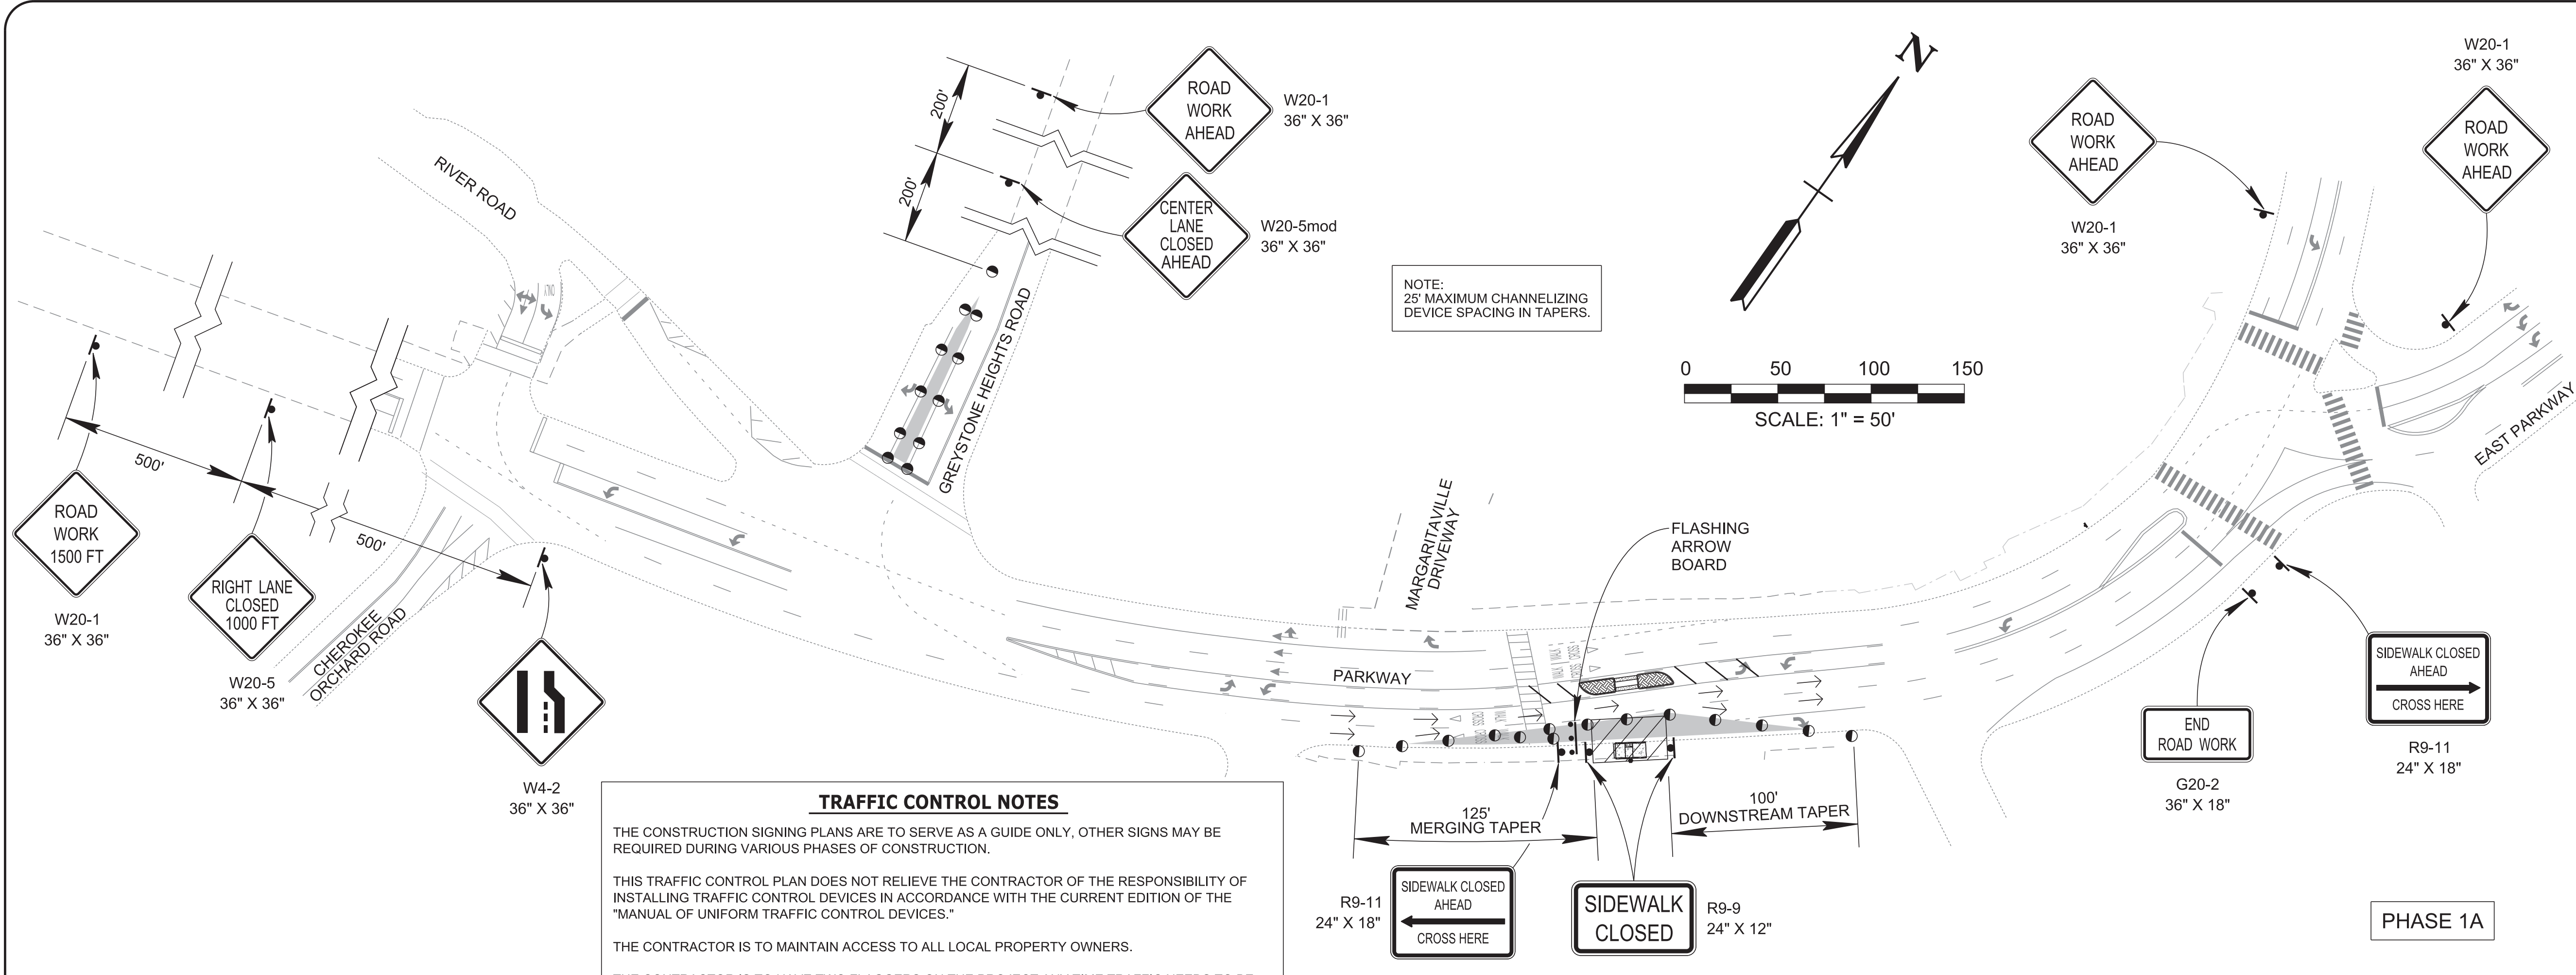 ROAD
WORK
AHEAD
W20-1
36" X 36"
200'
200'
CENTER
LANE
CLOSED
AHEAD
W20-5mod
36" X 36"
GREYSTONE HEIGHTS ROAD
RIVER ROAD
ONLY
NOTE:
25' MAXIMUM CHANNELIZING
DEVICE SPACING IN TAPERS.
N
0 50 100 150
SCALE: 1" = 50'
ROAD
WORK
AHEAD
W20-1
36" X 36"
W20-1
36" X 36"
ROAD
WORK
AHEAD
EAST PARKWAY
500'
500'
ROAD
WORK
1500 FT
W20-1
36" X 36"
RIGHT LANE
CLOSED
1000 FT
W20-5
36" X 36"
CHEROKEE
ORCHARD ROAD
W4-2
36" X 36"
MARGARITAVILLE
DRIVEWAY
FLASHING
ARROW
BOARD
PARKWAY
WALK WALK
CROSS CROSS
WALK
CROSS CROSS
125'
MERGING TAPER
100'
DOWNSTREAM TAPER
SIDEWALK CLOSED
AHEAD
CROSS HERE
R9-11
24" X 18"
SIDEWALK
CLOSED
R9-9
24" X 12"
END
ROAD WORK
G20-2
36" X 18"
SIDEWALK CLOSED
AHEAD
CROSS HERE
R9-11
24" X 18"
PHASE 1A
TRAFFIC CONTROL NOTES
THE CONSTRUCTION SIGNING PLANS ARE TO SERVE AS A GUIDE ONLY, OTHER SIGNS MAY BE
REQUIRED DURING VARIOUS PHASES OF CONSTRUCTION.
THIS TRAFFIC CONTROL PLAN DOES NOT RELIEVE THE CONTRACTOR OF THE RESPONSIBILITY OF
INSTALLING TRAFFIC CONTROL DEVICES IN ACCORDANCE WITH THE CURRENT EDITION OF THE
"MANUAL OF UNIFORM TRAFFIC CONTROL DEVICES."
THE CONTRACTOR IS TO MAINTAIN ACCESS TO ALL LOCAL PROPERTY OWNERS.